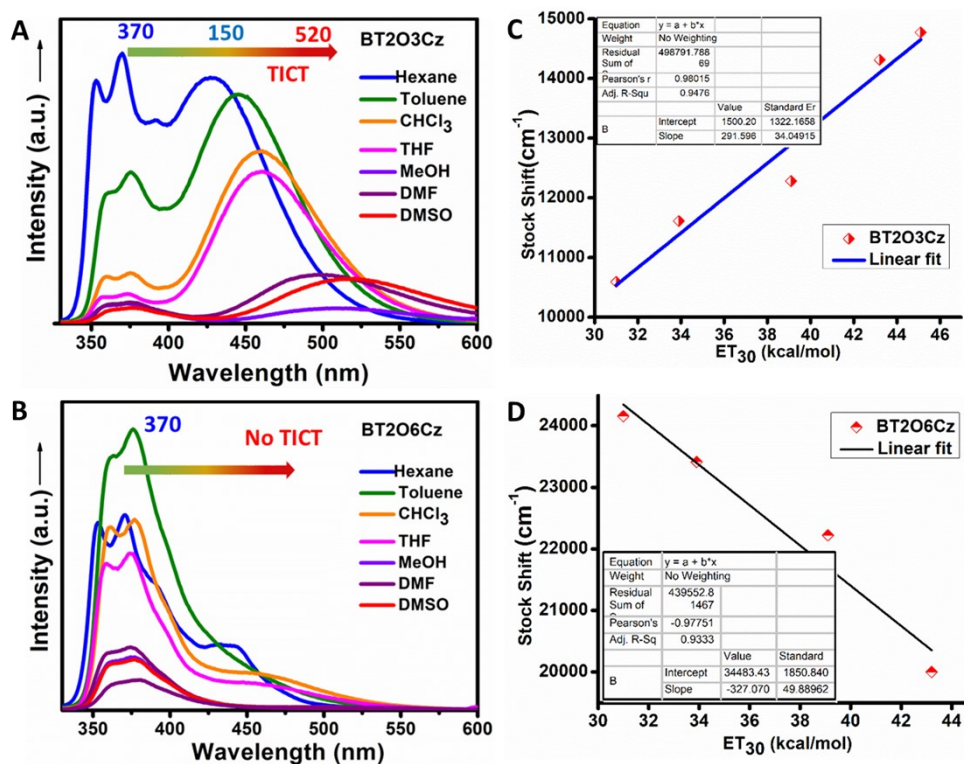 A
370 150 520
TICT
BT2O3Cz
Hexane
Toluene
CHCl3
THF
MeOH
DMF
DMSO
Intensity (a.u.)
350 400 450 500 550 600
Wavelength (nm)
B
370
No TICT
BT2O6Cz
Hexane
Toluene
CHCl3
THF
MeOH
DMF
DMSO
Intensity (a.u.)
350 400 450 500 550 600
Wavelength (nm)
C
15000
14000
13000
12000
11000
10000
Stock Shift(cm-1)
Equation y = a + b*x
Weight No Weighting
Residual 498791.788
Sum of 69
Pearson's r 0.98015
Adj. R-Squ 0.9476
Value Standard Er
B Intercept 1500.20 1322.1658
Slope 291.596 34.04915
BT2O3Cz
Linear fit
30 32 34 36 38 40 42 44 46
ET30 (kcal/mol)
D
24000
23000
22000
21000
20000
Stock Shift (cm-1)
BT2O6Cz
Linear fit
Equation y = a + b*x
Weight No Weighting
Residual 439552.8
Sum of 1467
Pearson's -0.97751
Adj. R-Sq 0.9333
Value Standard
B Intercept 34483.43 1850.840
Slope -327.070 49.88962
30 32 34 36 38 40 42 44
ET30 (kcal/mol)